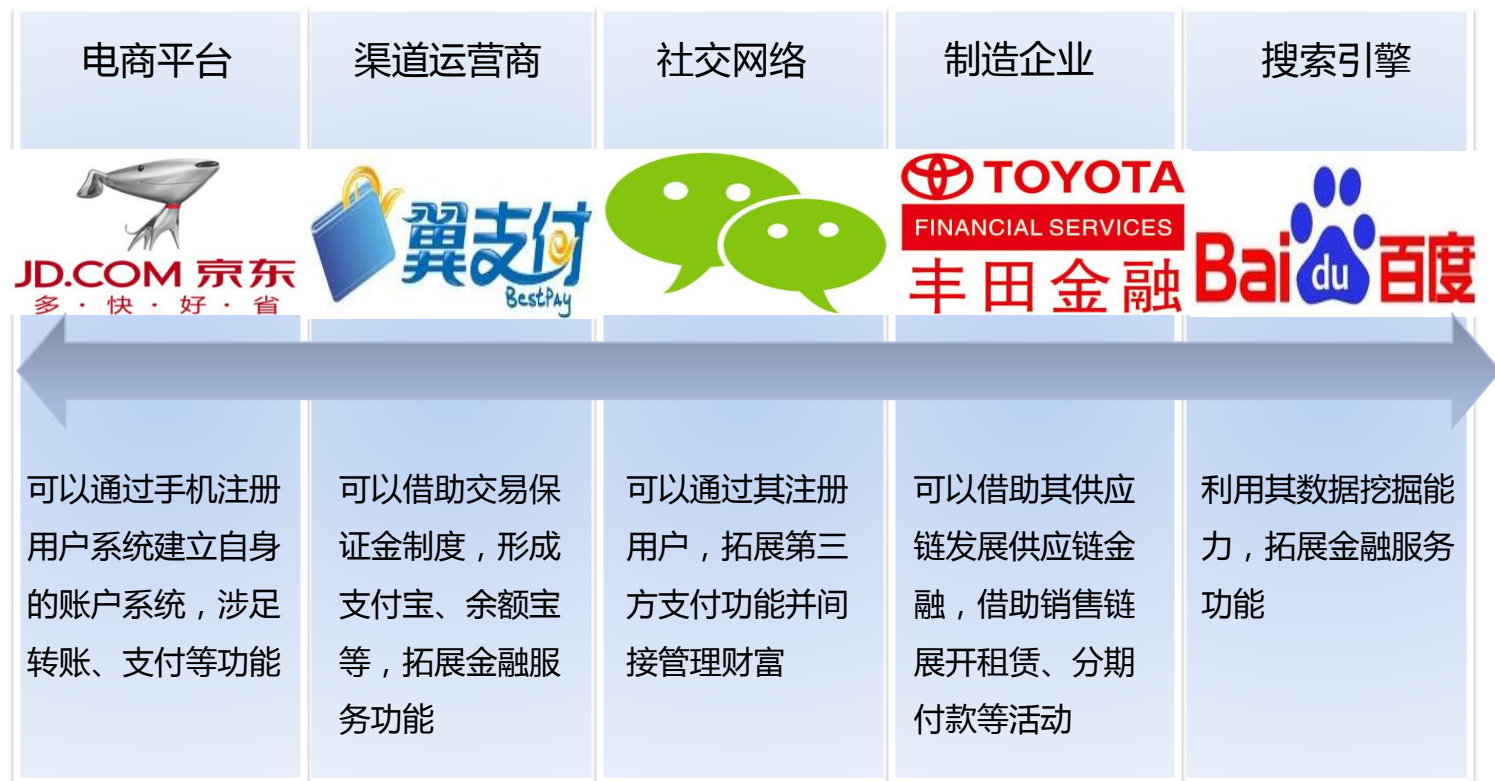 电商平台
渠道运营商
社交网络
制造企业
搜索引擎
JD.COM 京东
多·快·好·省
翼支付
BestPay
TOYOTA
FINANCIAL SERVICES
丰田金融
Bai du 百度
可以通过手机注册
用户系统建立自身
的账户系统，涉足
转账、支付等功能
可以借助交易保
证金制度，形成
支付宝、余额宝
等，拓展金融服
务功能
可以通过其注册
用户，拓展第三
方支付功能并间
接管理财富
可以借助其供应
链发展供应链金
融，借助销售链
展开租赁、分期
付款等活动
利用其数据挖掘能
力，拓展金融服务
功能